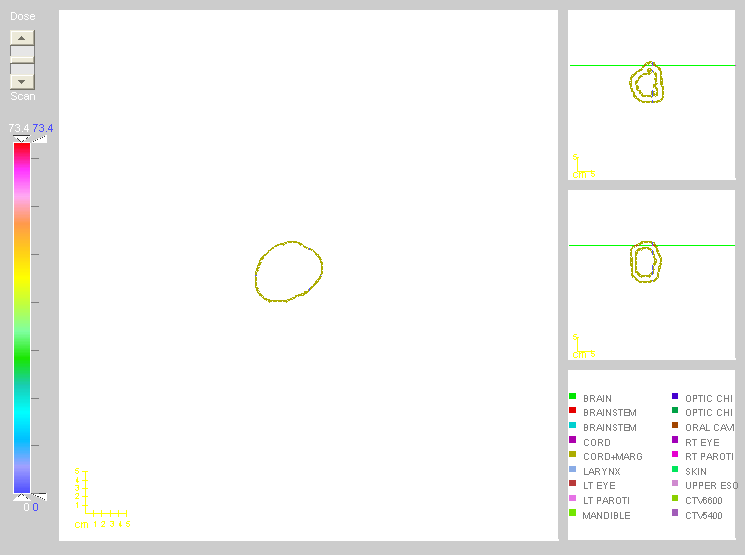 Dose
Scan
73.4 73.4
0 0
5
4
3
2
1
cm 1 2 3 4 5
5
cm 5
5
cm 5
BRAIN
BRAINSTEM
BRAINSTEM
CORD
CORD+MARG
LARYNX
LT EYE
LT PAROTI
MANDIBLE
OPTIC CHI
OPTIC CHI
ORAL CAVI
RT EYE
RT PAROTI
SKIN
UPPER ESO
CTV6600
CTV5400